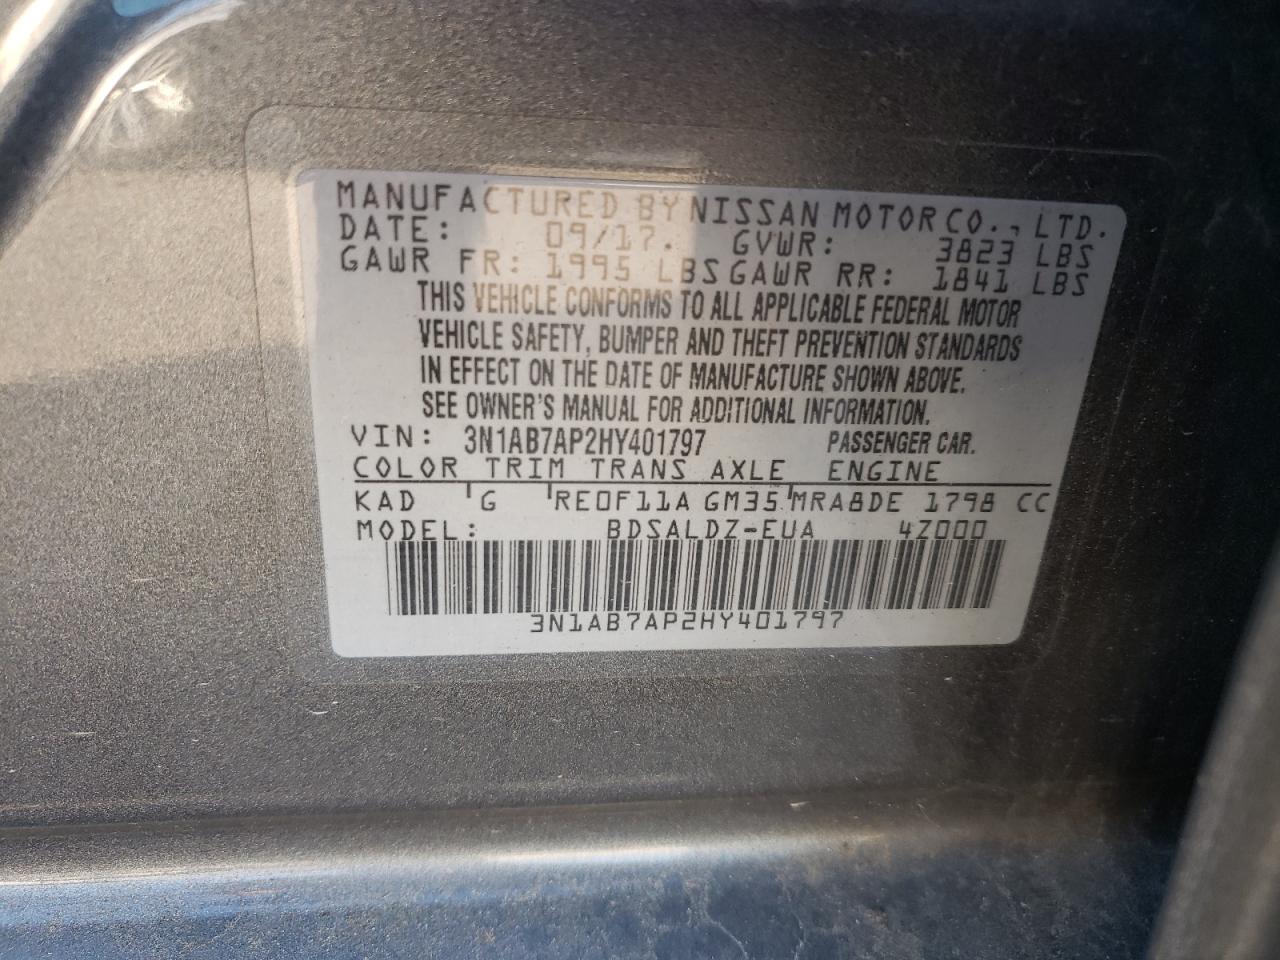 MANUFACTURED BY NISSAN MOTOR CO., LTD.
DATE: 09/17. GVWR: 3823 LBS
GAWR FR: 1995 LBS GAWR RR: 1841 LBS
THIS VEHICLE CONFORMS TO ALL APPLICABLE FEDERAL MOTOR
VEHICLE SAFETY, BUMPER AND THEFT PREVENTION STANDARDS
IN EFFECT ON THE DATE OF MANUFACTURE SHOWN ABOVE.
SEE OWNER'S MANUAL FOR ADDITIONAL INFORMATION.
VIN: 3N1AB7AP2HY401797 PASSENGER CAR.
COLOR TRIM TRANS AXLE ENGINE
KAD G RE0F11A GM35 MRA8DE 1798 CC
MODEL: BDSALDZ-EUA 4Z000
3N1AB7AP2HY401797